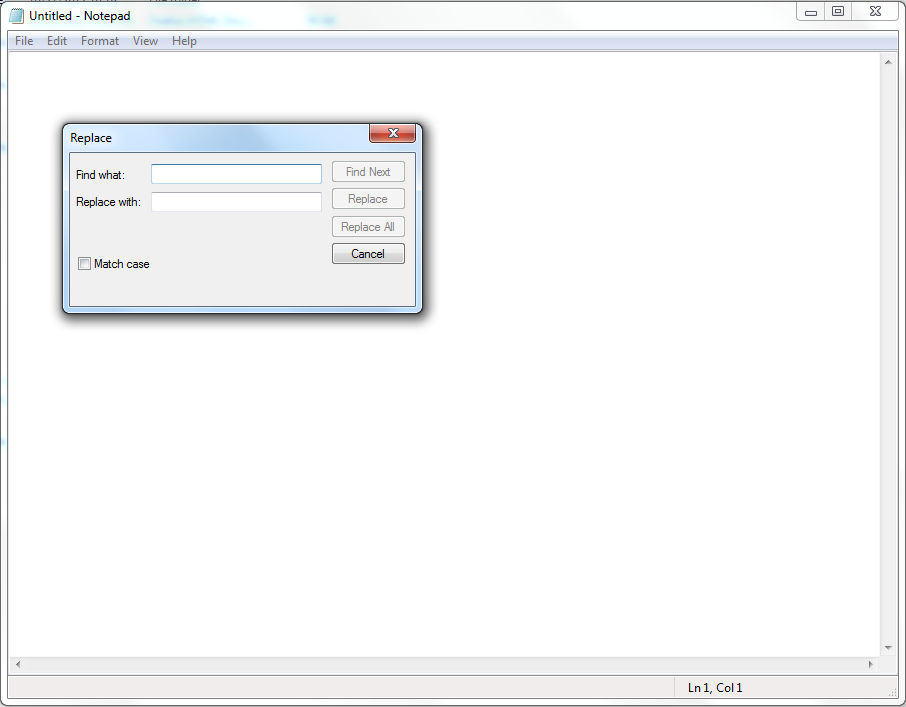 Untitled - Notepad
File Edit Format View Help
Replace
Find what:
Find Next
Replace with:
Replace
Replace All
Cancel
Match case
Ln 1, Col 1